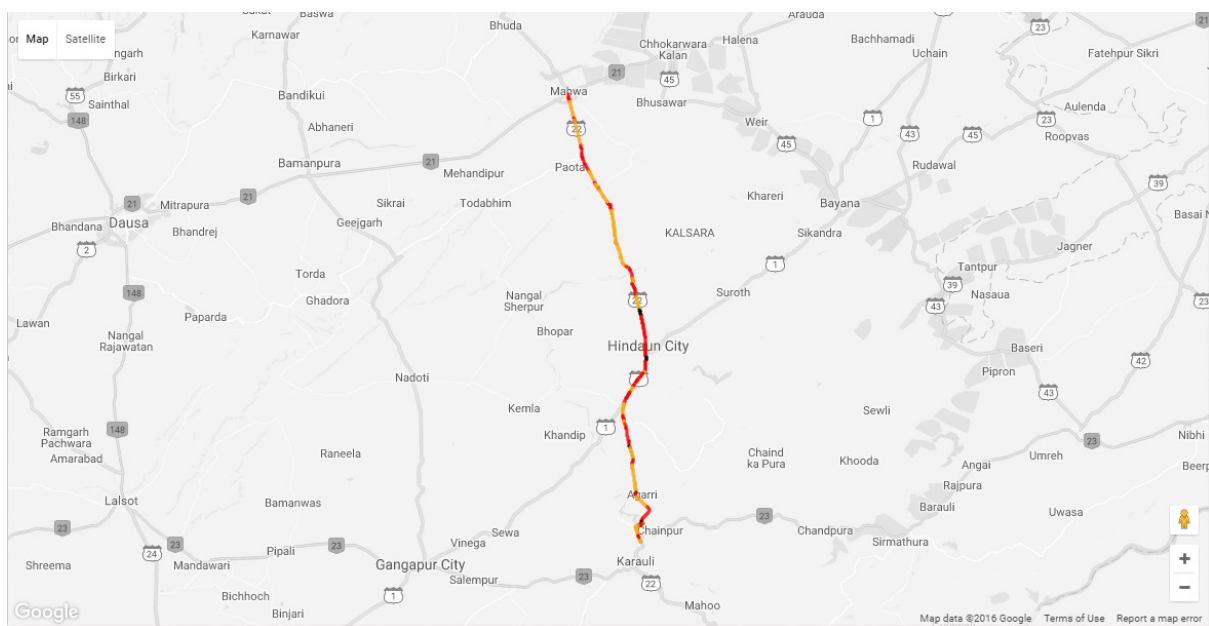 Map
Satellite
Sakat
Baswa
Karnawar
Bhuda
Arauda
Halena
Bachhamadi
Uchain
23
21
Fatehpur Sikri
ngarh
Birkari
Sainthal
55
148
Bandikui
Abhaneri
Chhokarwara
Kalan
21
45
Mahwa
Bhusawar
Weir
1
43
45
23
Aulenda
Roopvas
Bamanpura
21
Mehandipur
22
Paota
45
Rudawal
39
21
Mitrapura
21
Dausa
Bhandana
2
Bhandrej
Sikrai
Todabhim
Geejgarh
Khareri
Bayana
KALSARA
Sikandra
Basai N
Jagner
Torda
Ghadora
148
Nangal
Sherpur
22
Suroth
1
Tantpur
39
43
Nasaua
23
Lawan
Paparda
Nangal
Rajawatan
Bhopar
Hindaun City
Baseri
42
Pipron
Nadoti
Kemla
43
1
Khandip
Sewli
Ramgarh
Pachwara
148
Amarabad
Raneela
Chaind
ka Pura
Khooda
23
Nibhi
Umreh
Angai
Beerp
Lalsot
Bamanwas
Rajpura
Barauli
Uwasa
23
Sewa
Chainpur
23
Chandpura
Sirmathura
24
23
Mandawari
Pipali
23
Vinega
Gangapur City
Salempur
23
Karauli
22
Shreema
Bichhoch
1
Binjari
Mahoo
Google
Map data ©2016 Google
Terms of Use
Report a map error